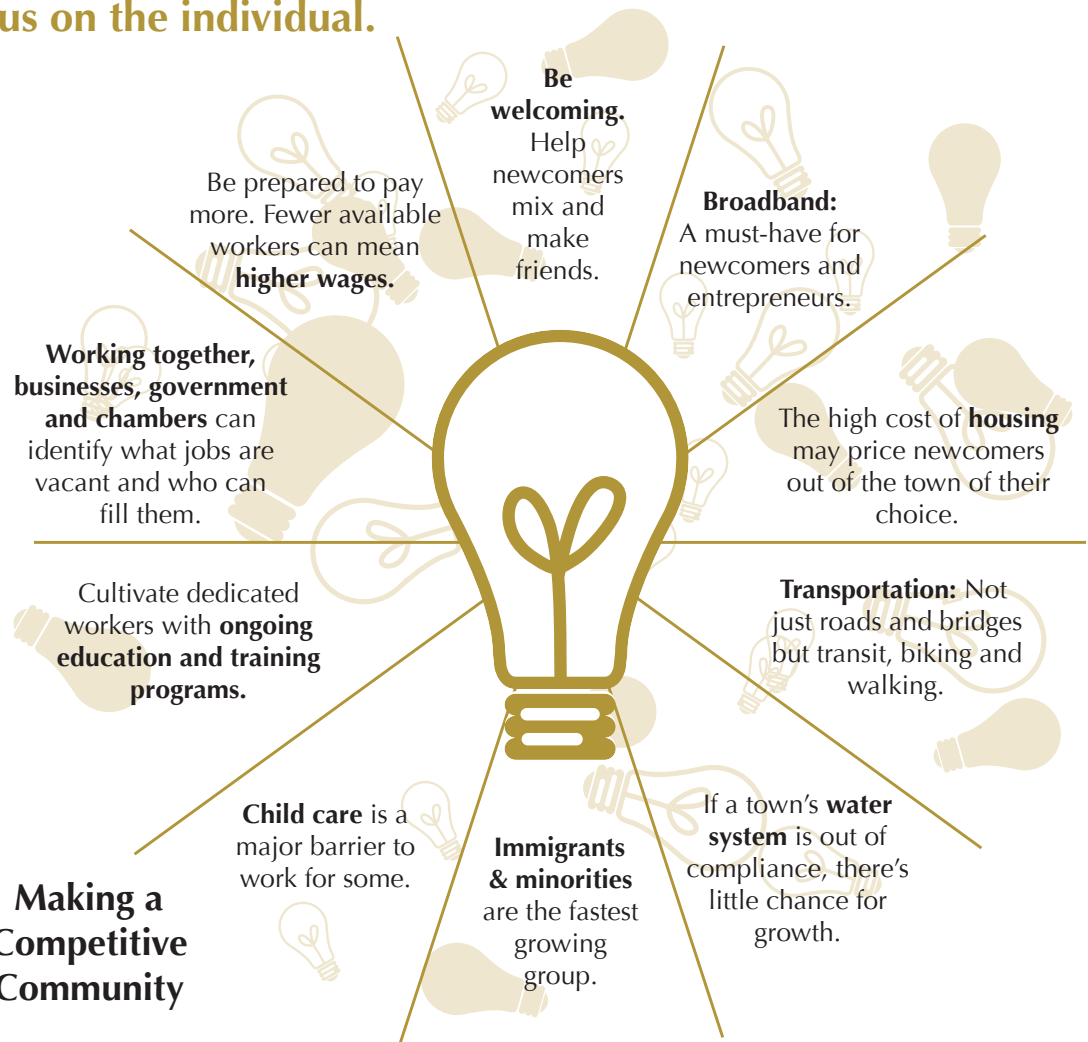 us on the individual.
Be
welcoming.
Help
newcomers
mix and
make
friends.
Broadband:
A must-have for
newcomers and
entrepreneurs.
The high cost of housing
may price newcomers
out of the town of their
choice.
Transportation: Not
just roads and bridges
but transit, biking and
walking.
If a town’s water
system is out of
compliance, there’s
little chance for
growth.
Immigrants
& minorities
are the fastest
growing
group.
Child care is a
major barrier to
work for some.
Cultivate dedicated
workers with ongoing
education and training
programs.
Working together,
businesses, government
and chambers can
identify what jobs are
vacant and who can
fill them.
Be prepared to pay
more. Fewer available
workers can mean
higher wages.
Making a
Competitive
Community